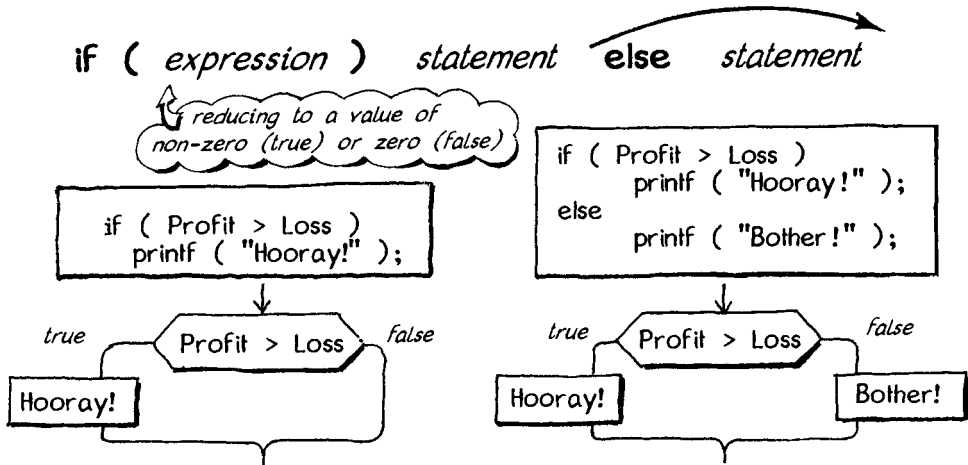 if ( expression ) statement else statement
reducing to a value of
non-zero (true) or zero (false)
if ( Profit > Loss )
printf ( "Hooray!" );
if ( Profit > Loss )
printf ( "Hooray!" );
else
printf ( "Bother!" );
true
Profit > Loss
false
Hooray!
true
Profit > Loss
false
Hooray!
Bother!